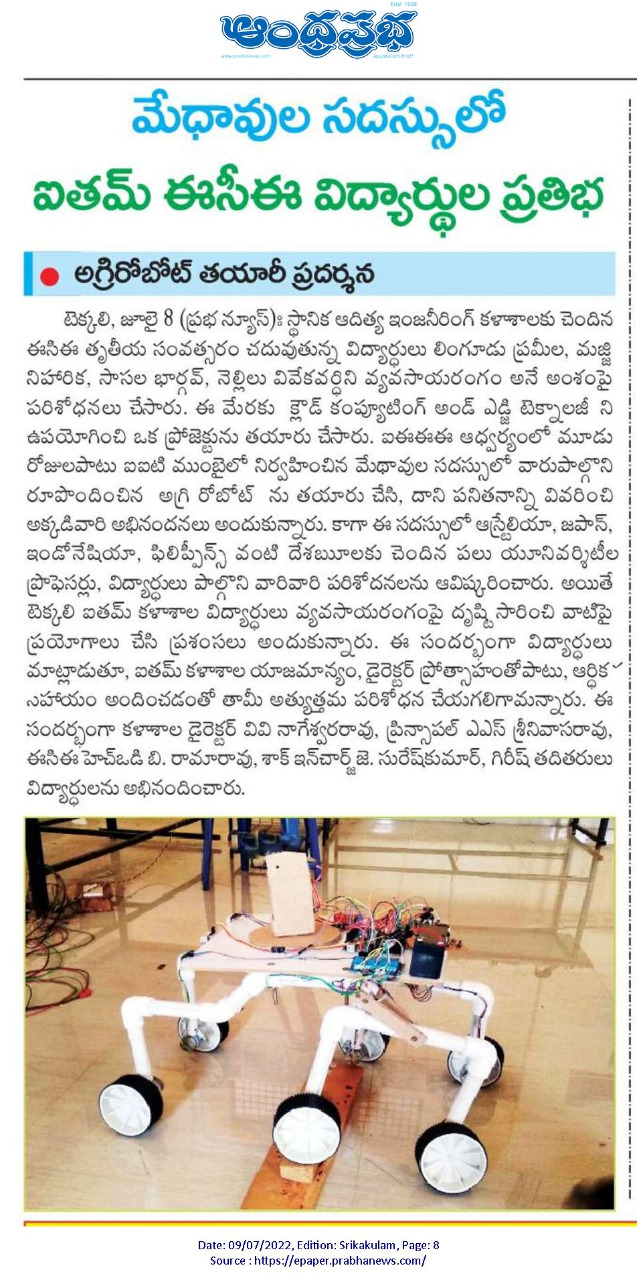 Estd. 1938
ఆంధ్రప్రభ
www.prabhanews.com
మేధావుల సదస్సులో
ఐతమ్ ఈసీఈ విద్యార్థుల ప్రతిభ
● అగ్రిరోబోట్ తయారీ ప్రదర్శన
టెక్కలి, జూలై 8 (ప్రభ న్యూస్): స్థానిక ఆదిత్య ఇంజనీరింగ్ కళాశాలకు చెందిన
ఈసిఈ తృతీయ సంవత్సరం చదువుతున్న విద్యార్థులు లింగూడు ప్రమీల, మజ్జి
నిహారిక, సాసల భార్గవ్, నెల్లిలు వివేకవర్ధిని వ్యవసాయరంగం అనే అంశంపై
పరిశోధనలు చేసారు. ఈ మేరకు క్లౌడ్ కంప్యూటింగ్ అండ్ ఎడ్జి టెక్నాలజీ ని
ఉపయోగించి ఒక ప్రోజెక్టును తయారు చేసారు. ఐఈఈఈ ఆధ్వర్యంలో మూడు
రోజులపాటు ఐఐటి ముంబైలో నిర్వహించిన మేథావుల సదస్సులో వారుపాల్గొని
రూపొందించిన అగ్రి రోబోట్ ను తయారు చేసి, దాని పనితనాన్ని వివరించి
అక్కడివారి అభినందనలు అందుకున్నారు. కాగా ఈ సదస్సులో ఆస్ట్రేలియా, జపాన్,
ఇండోనేషియా, ఫిలిప్పీన్స్ వంటి దేశబూలకు చెందిన పలు యూనివర్శిటీల
ప్రొఫెసర్లు, విద్యార్ధులు పాల్గొని వారివారి పరిశోదనలను ఆవిష్కరించారు. అయితే
టెక్కలి ఐతమ్ కళాశాల విద్యార్థులు వ్యవసాయరంగంపై దృష్టి సారించి వాటిపై
ప్రయోగాలు చేసి ప్రశంసలు అందుకున్నారు. ఈ సందర్భంగా విద్యార్థులు
మాట్లాడుతూ, ఐతమ్ కళాశాల యాజమాన్యం, డైరెక్టర్ ప్రోత్సాహంతోపాటు, ఆర్ధిక
సహాయం అందించడంతో తామీ అత్యుత్తమ పరిశోధన చేయగలిగామన్నారు. ఈ
సందర్భంగా కళాశాల డైరెక్టర్ వివి నాగేశ్వరరావు, ప్రిన్సాపల్ ఎఎస్ శ్రీనివాసరావు,
ఈసిఈ హెచ్ఒడి బి. రామారావు, శాక్ ఇన్‌చార్జ్ జె. సురేష్‌కుమార్, గిరీష్ తదితరులు
విద్యార్థులను అభినందించారు.
Date: 09/07/2022, Edition: Srikakulam, Page: 8
Source : https://epaper.prabhanews.com/